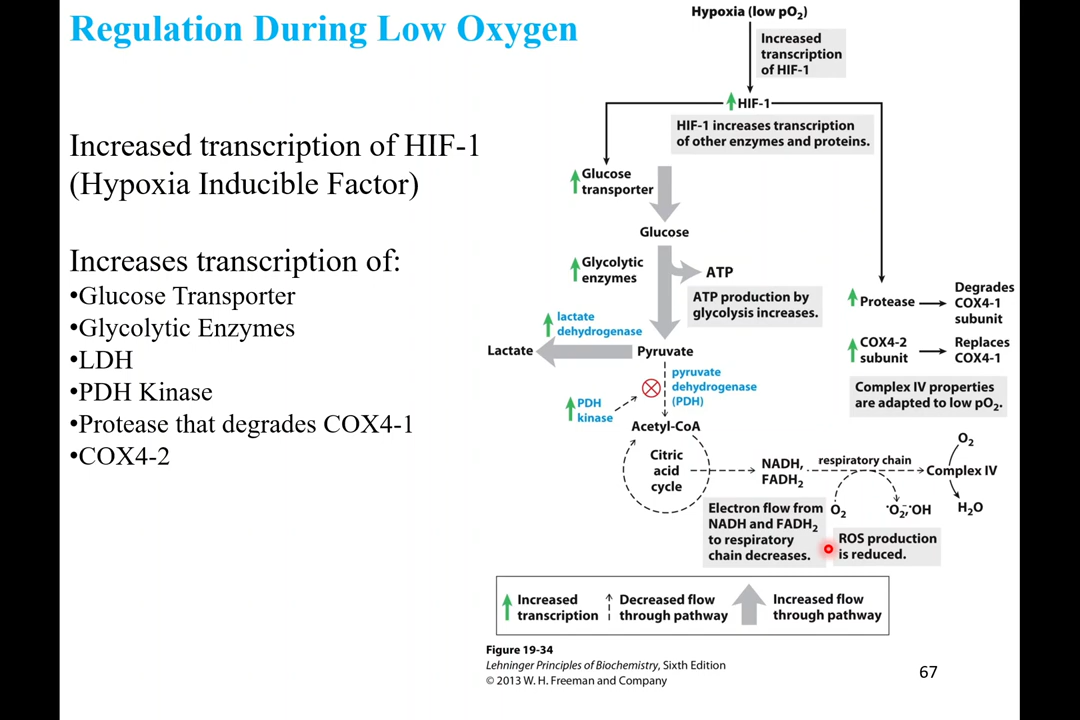 Regulation During Low Oxygen
Increased transcription of HIF-1
(Hypoxia Inducible Factor)
Increases transcription of:
•Glucose Transporter
•Glycolytic Enzymes
•LDH
•PDH Kinase
•Protease that degrades COX4-1
•COX4-2
Hypoxia (low pO₂)
Increased
transcription
of HIF-1
HIF-1
HIF-1 increases transcription
of other enzymes and proteins.
Glucose
transporter
Glucose
Glycolytic
enzymes
ATP
ATP production by
glycolysis increases.
lactate
dehydrogenase
Lactate
Pyruvate
pyruvate
dehydrogenase
(PDH)
PDH
kinase
Acetyl-CoA
Citric
acid
cycle
NADH,
FADH₂
respiratory chain
Complex IV
O₂
H₂O
O₂
•O₂⁻,•OH
Electron flow from
NADH and FADH₂
to respiratory
chain decreases.
ROS production
is reduced.
Protease
Degrades
COX4-1
subunit
COX4-2
subunit
Replaces
COX4-1
Complex IV properties
are adapted to low pO₂.
Increased
transcription
Decreased flow
through pathway
Increased flow
through pathway
Figure 19-34
Lehninger Principles of Biochemistry, Sixth Edition
© 2013 W. H. Freeman and Company
67